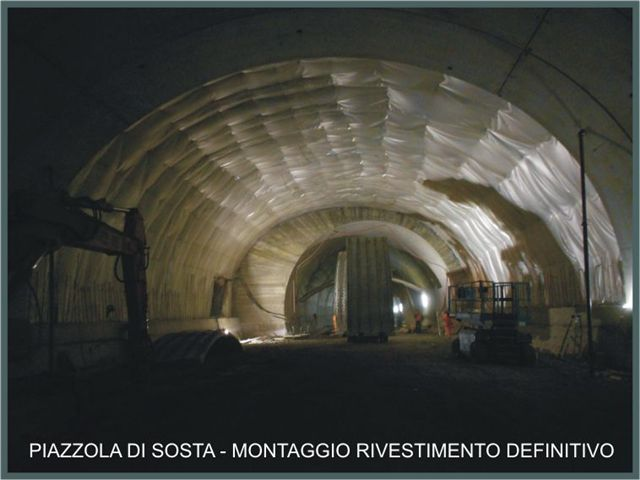 PIAZZOLA DI SOSTA - MONTAGGIO RIVESTIMENTO DEFINITIVO